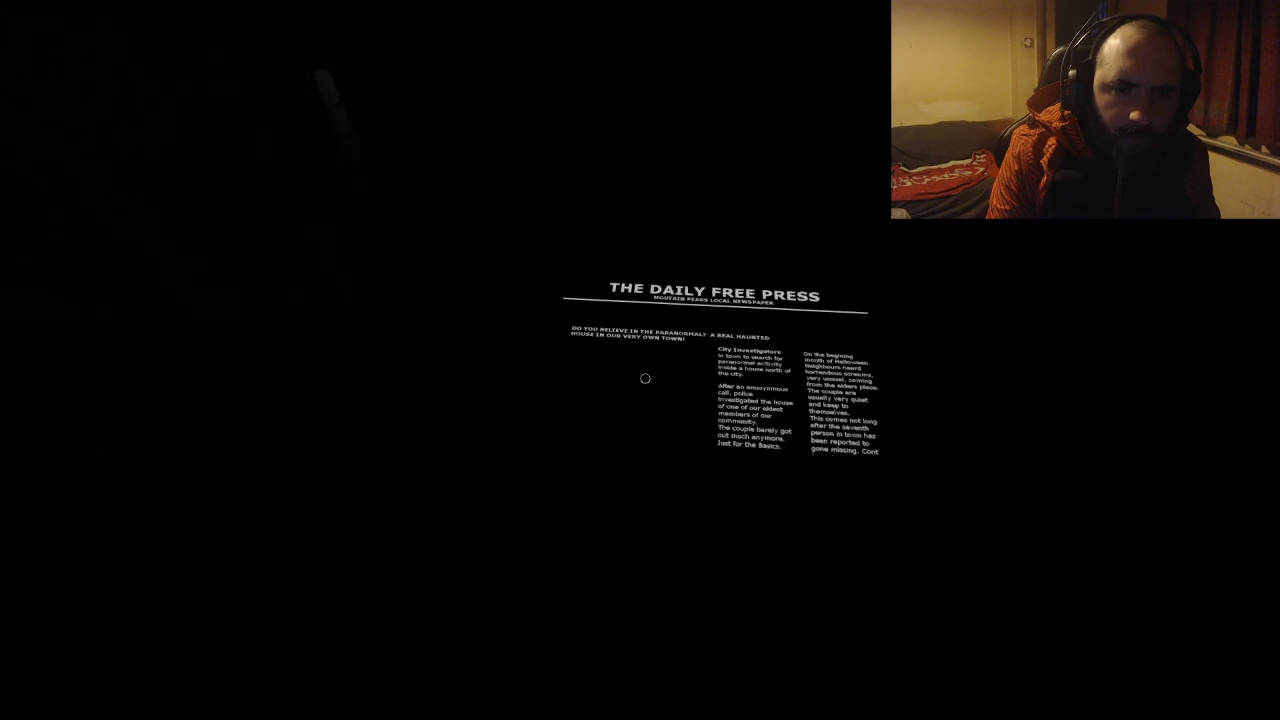 THE DAILY FREE PRESS
MOUTAIN PEAKS LOCAL NEWSPAPER
DO YOU BELIEVE IN THE PARANORMAL? A REAL HAUNTED
HOUSE IN OUR VERY OWN TOWN!
City Investigators
in town to search for
paranormal activity
inside a house north of
the city.
After an annoynmous
call, police
investigated the house
of one of our eldest
members of our
community.
The couple barely got
out much anymore.
Just for the Basics.
On the begining
month of Halloween.
Neighbours heard
horrendous screams,
very unusual, coming
from the elders place.
The couple are
usually very quiet
and keep to
themselves.
This comes not long
after the seventh
person in town has
been reported to
gone missing. Cont